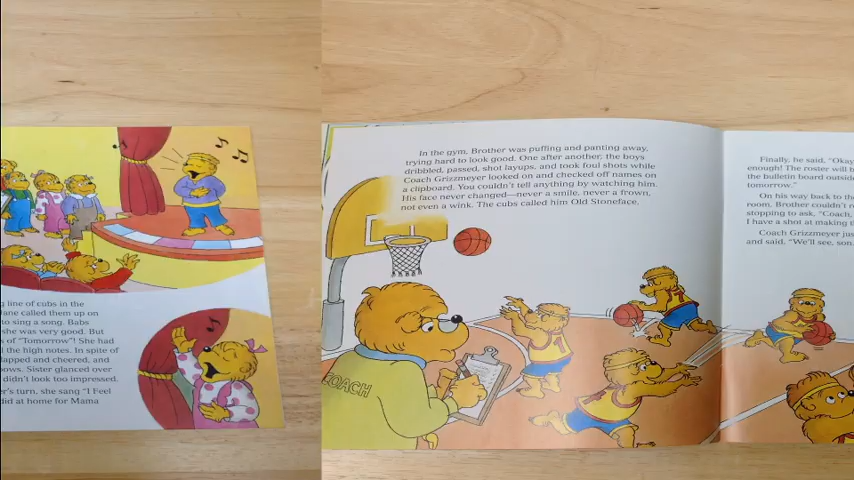 g line of cubs in the
lane called them up on
to sing a song. Babs
she was very good. But
s of "Tomorrow"! She had
l the high notes. In spite of
lapped and cheered, and
ows. Sister glanced over
didn't look too impressed.
r's turn, she sang "I Feel
did at home for Mama
In the gym, Brother was puffing and panting away,
trying hard to look good. One after another, the boys
dribbled, passed, shot layups, and took foul shots while
Coach Grizzmeyer looked on and checked off names on
a clipboard. You couldn't tell anything by watching him.
His face never changed—never a smile, never a frown,
not even a wink. The cubs called him Old Stoneface.
COACH
Finally, he said, "Okay
enough! The roster will b
the bulletin board outside
tomorrow."
On his way back to the
room, Brother couldn't r
stopping to ask, "Coach,
I have a shot at making th
Coach Grizzmeyer jus
and said, "We'll see, son.